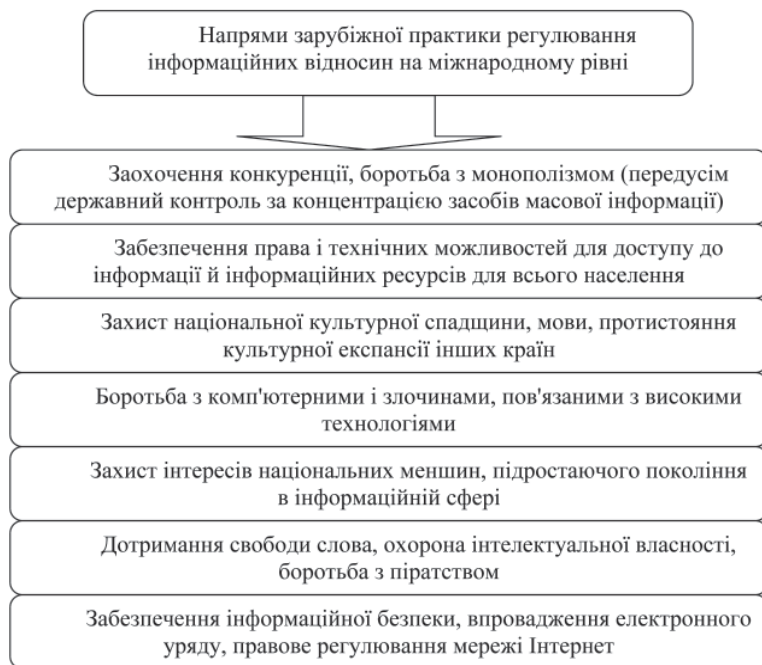 Напрями зарубіжної практики регулювання
інформаційних відносин на міжнародному рівні
Заохочення конкуренції, боротьба з монополізмом (передусім
державний контроль за концентрацією засобів масової інформації)
Забезпечення права і технічних можливостей для доступу до
інформації й інформаційних ресурсів для всього населення
Захист національної культурної спадщини, мови, протистояння
культурної експансії інших країн
Боротьба з комп'ютерними і злочинами, пов'язаними з високими
технологіями
Захист інтересів національних меншин, підростаючого покоління
в інформаційній сфері
Дотримання свободи слова, охорона інтелектуальної власності,
боротьба з піратством
Забезпечення інформаційної безпеки, впровадження електронного
уряду, правове регулювання мережі Інтернет